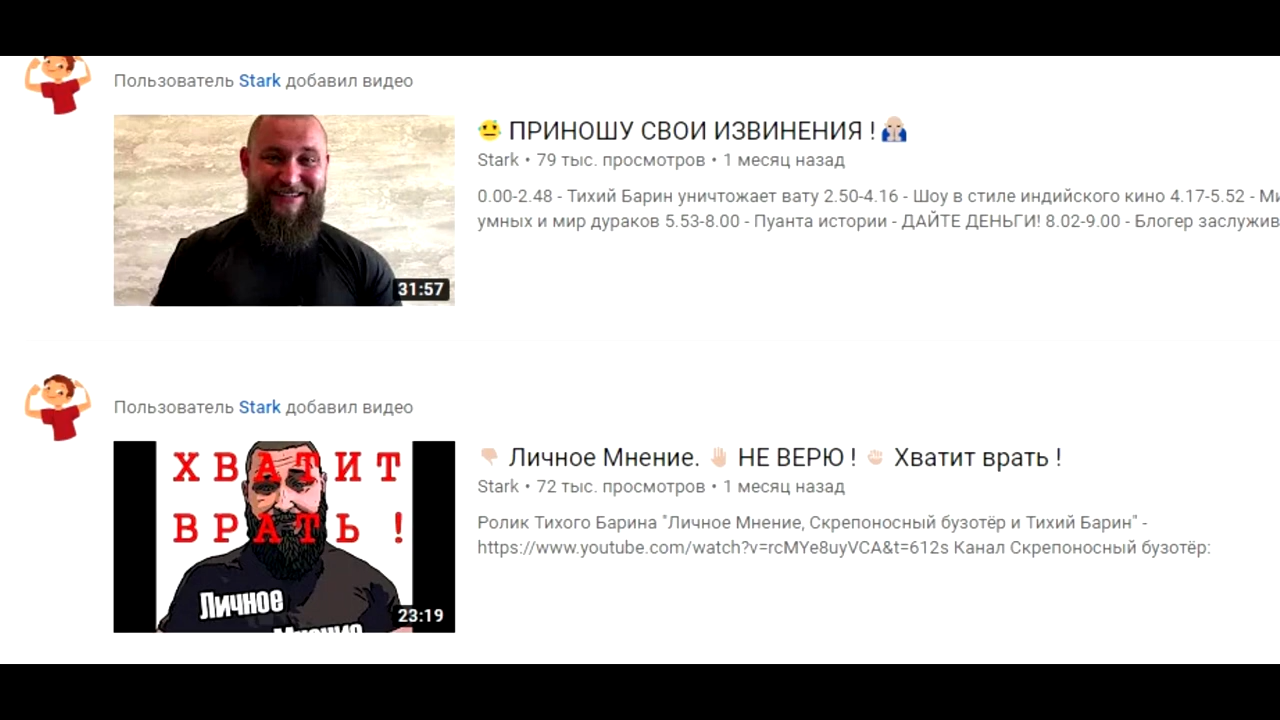 Пользователь Stark добавил видео
😓 ПРИНОШУ СВОИ ИЗВИНЕНИЯ ! 🙏
Stark • 79 тыс. просмотров • 1 месяц назад
0.00-2.48 - Тихий Барин уничтожает вату 2.50-4.16 - Шоу в стиле индийского кино 4.17-5.52 -
умных и мир дураков 5.53-8.00 - Пуанта истории - ДАЙТЕ ДЕНЬГИ! 8.02-9.00 - Блогер
31:57
Пользователь Stark добавил видео
👎🏻 Личное Мнение. 🤚🏻 НЕ ВЕРЮ ! ✊🏻 Хватит врать !
Stark • 72 тыс. просмотров • 1 месяц назад
Ролик Тихого Барина "Личное Мнение, Скрепоносный бузотёр и Тихий Барин" -
https://www.youtube.com/watch?v=rcMYe8uyVCA&t=612s Канал Скрепоносный бузотёр:
ХВАТИТ
ВРАТЬ !
Личное
Мнение
23:19